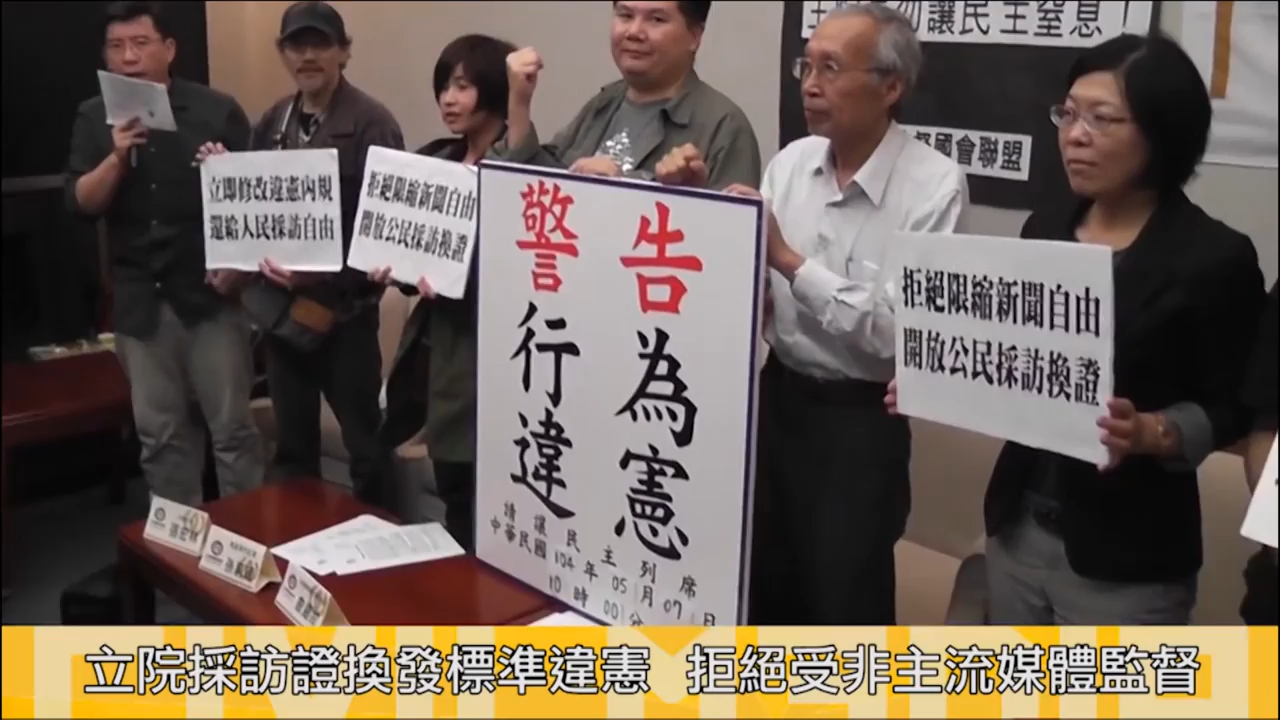 勿讓民主窒息！
督國會聯盟
立即修改違憲內規
還給人民採訪自由
拒絕限縮新聞自由
開放公民採訪換證
警告
行為
違憲
請讓民主列席
中華民國104年05月07日
10時00分
拒絕限縮新聞自由
開放公民採訪換證
立院採訪證換發標準違憲 拒絕受非主流媒體監督